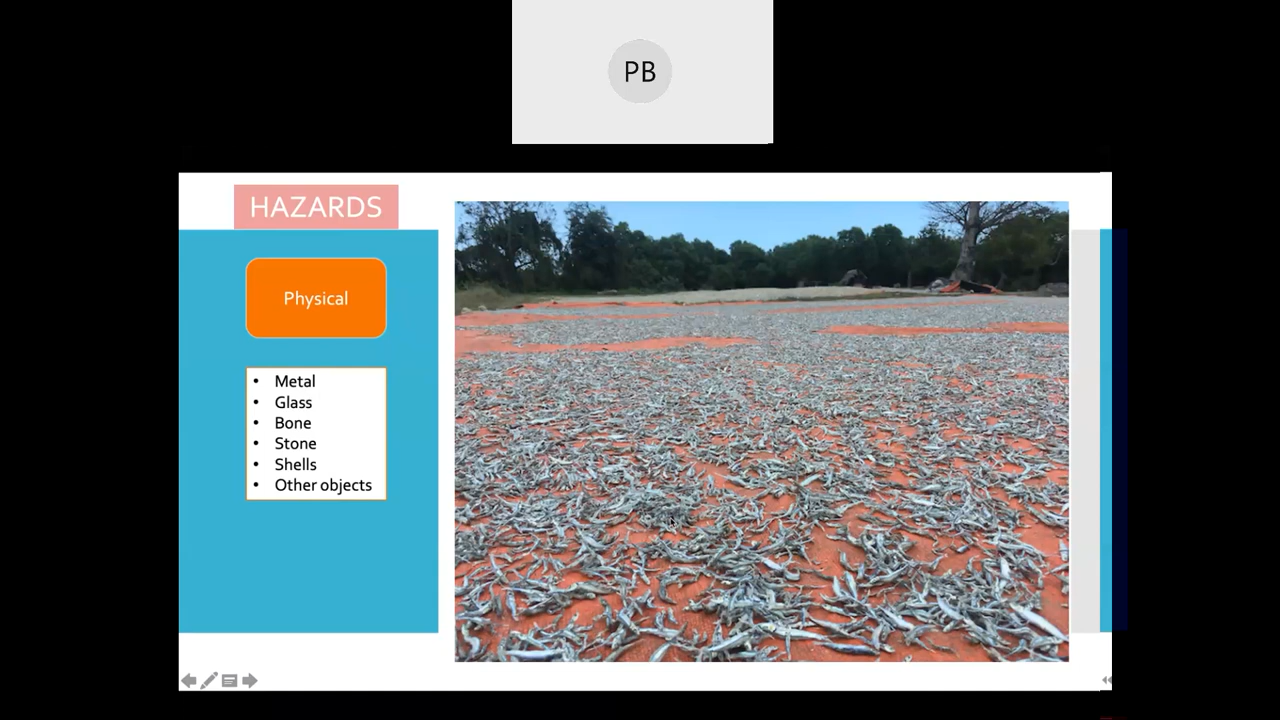 PB
HAZARDS
Physical
• Metal
• Glass
• Bone
• Stone
• Shells
• Other objects